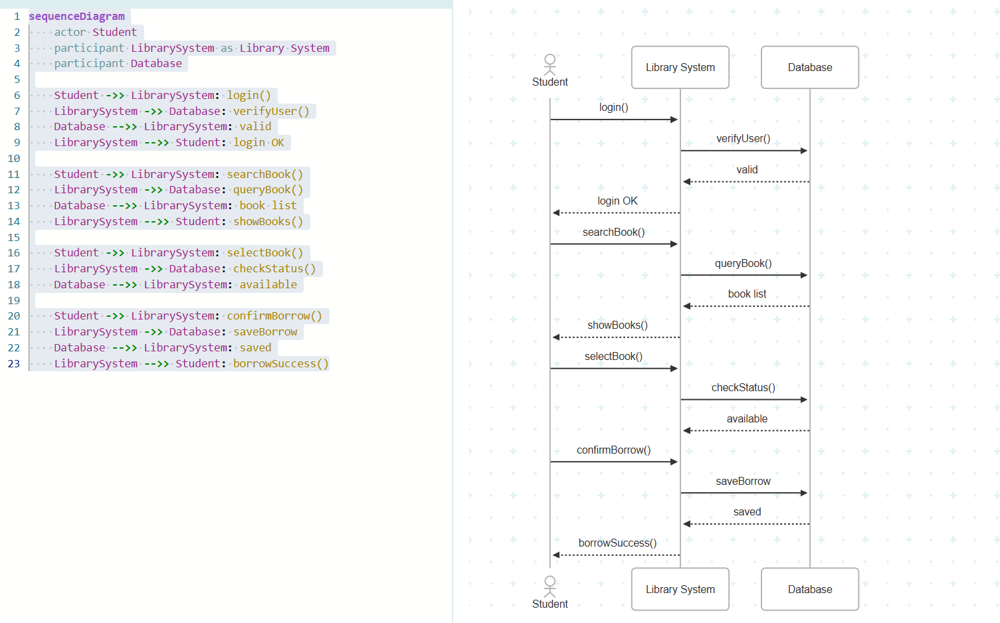 1 sequenceDiagram
2 actor Student
3 participant LibrarySystem as Library System
4 participant Database
5
6 Student ->> LibrarySystem: login()
7 LibrarySystem ->> Database: verifyUser()
8 Database -->> LibrarySystem: valid
9 LibrarySystem -->> Student: login OK
10
11 Student ->> LibrarySystem: searchBook()
12 LibrarySystem ->> Database: queryBook()
13 Database -->> LibrarySystem: book list
14 LibrarySystem -->> Student: showBooks()
15
16 Student ->> LibrarySystem: selectBook()
17 LibrarySystem ->> Database: checkStatus()
18 Database -->> LibrarySystem: available
19
20 Student ->> LibrarySystem: confirmBorrow()
21 LibrarySystem ->> Database: saveBorrow
22 Database -->> LibrarySystem: saved
23 LibrarySystem -->> Student: borrowSuccess()
Student
Library System
Database
login()
verifyUser()
valid
login OK
searchBook()
queryBook()
book list
showBooks()
selectBook()
checkStatus()
available
confirmBorrow()
saveBorrow
saved
borrowSuccess()
Student
Library System
Database